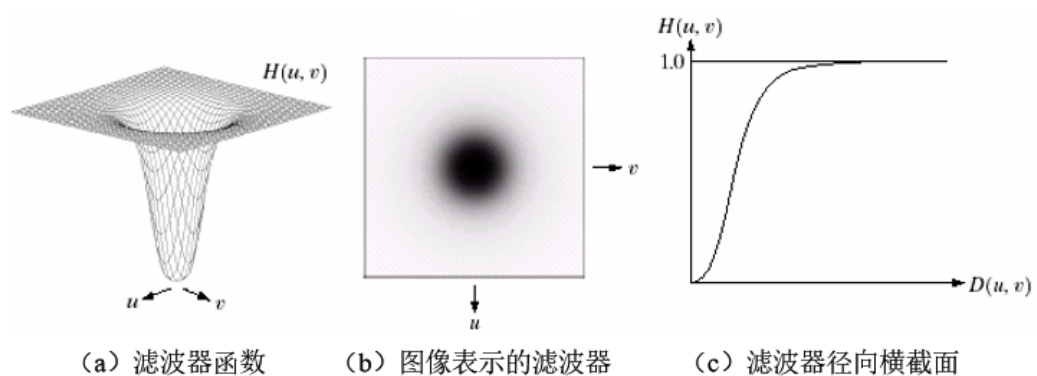 H(u, v)
u
v
(a) 滤波器函数
v
u
(b) 图像表示的滤波器
H(u, v)
1.0
D(u, v)
(c) 滤波器径向横截面